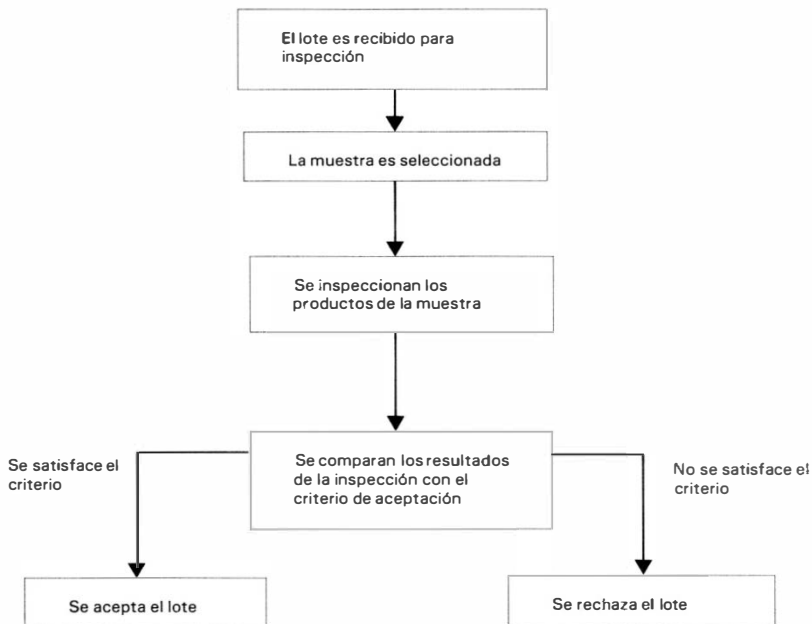 El lote es recibido para
inspección
La muestra es seleccionada
Se inspeccionan los
productos de la muestra
Se satisface el
criterio
Se comparan los resultados
de la inspección con el
criterio de aceptación
No se satisface el
criterio
Se acepta el lote
Se rechaza el lote